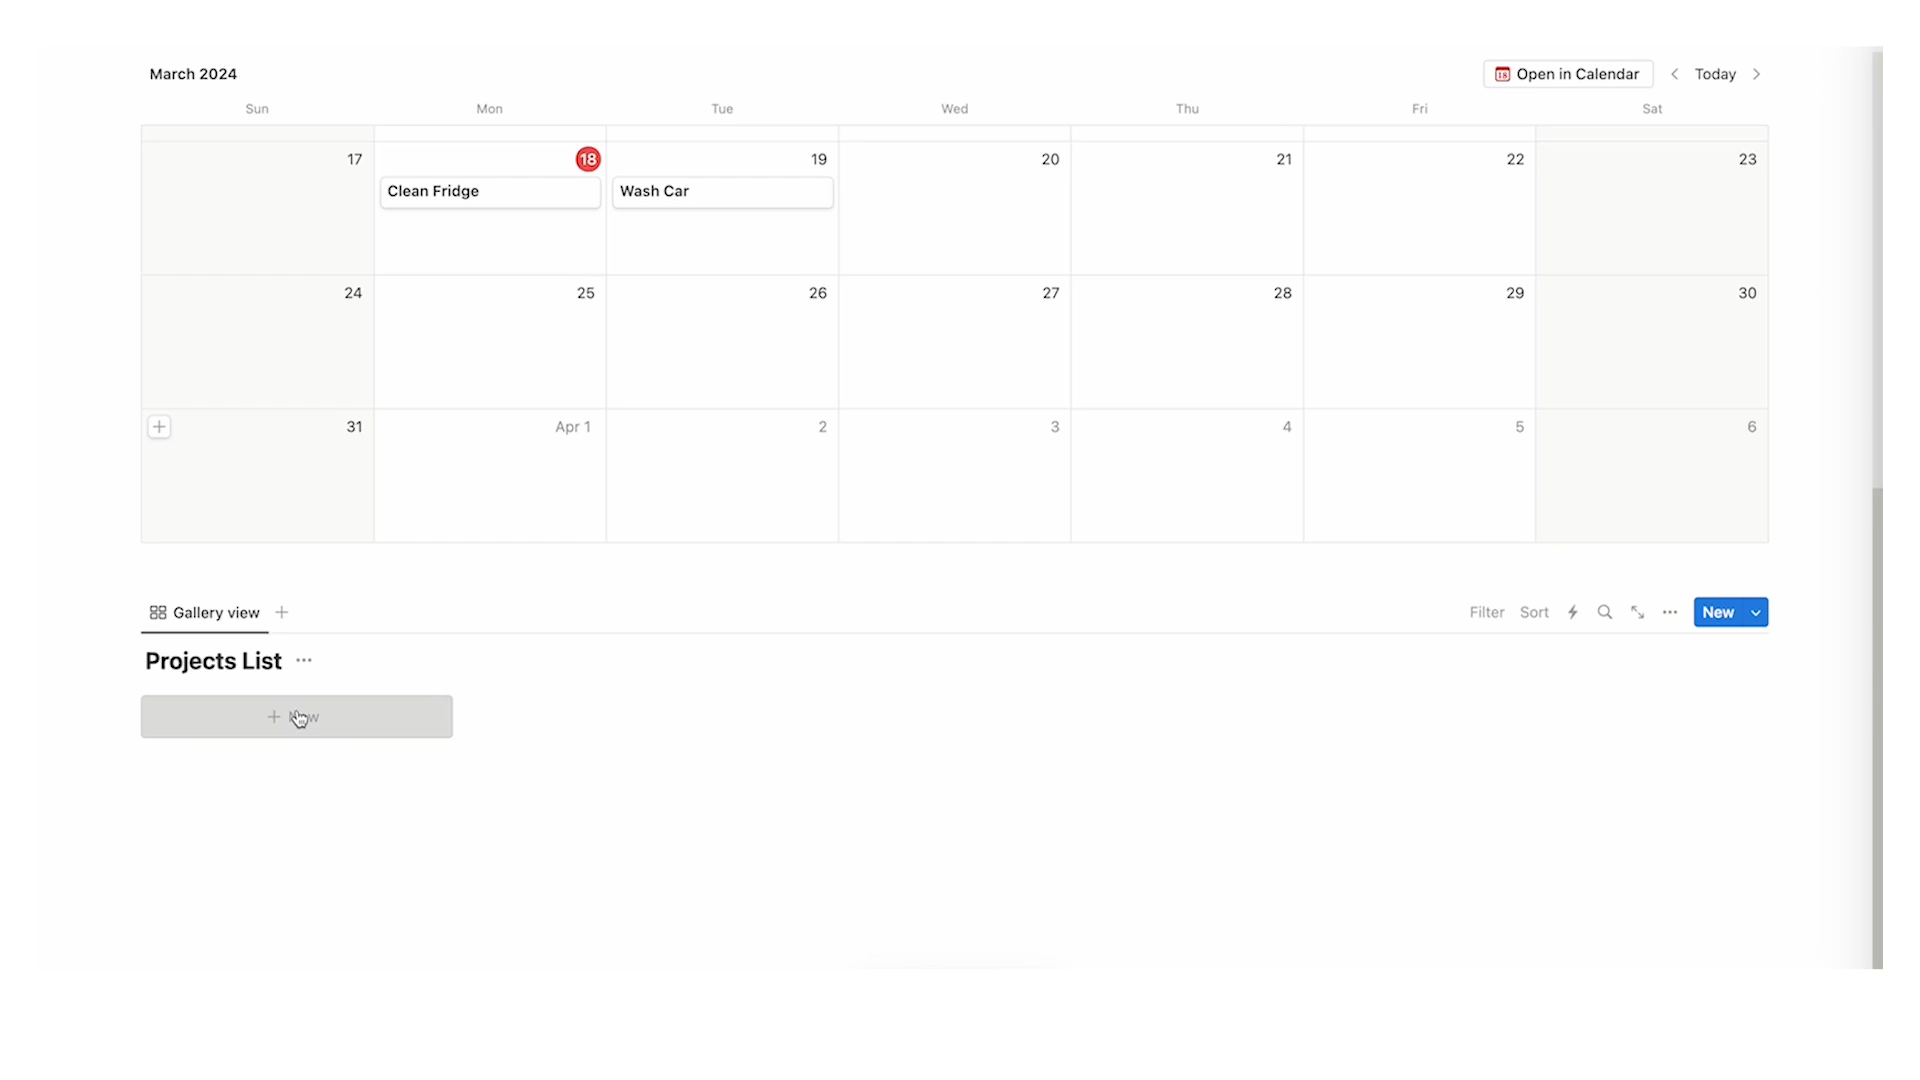 March 2024
18 Open in Calendar Today
Sun Mon Tue Wed Thu Fri Sat
17 18 19 20 21 22 23
Clean Fridge Wash Car
24 25 26 27 28 29 30
31 Apr 1 2 3 4 5 6
Gallery view Filter Sort New
Projects List
New